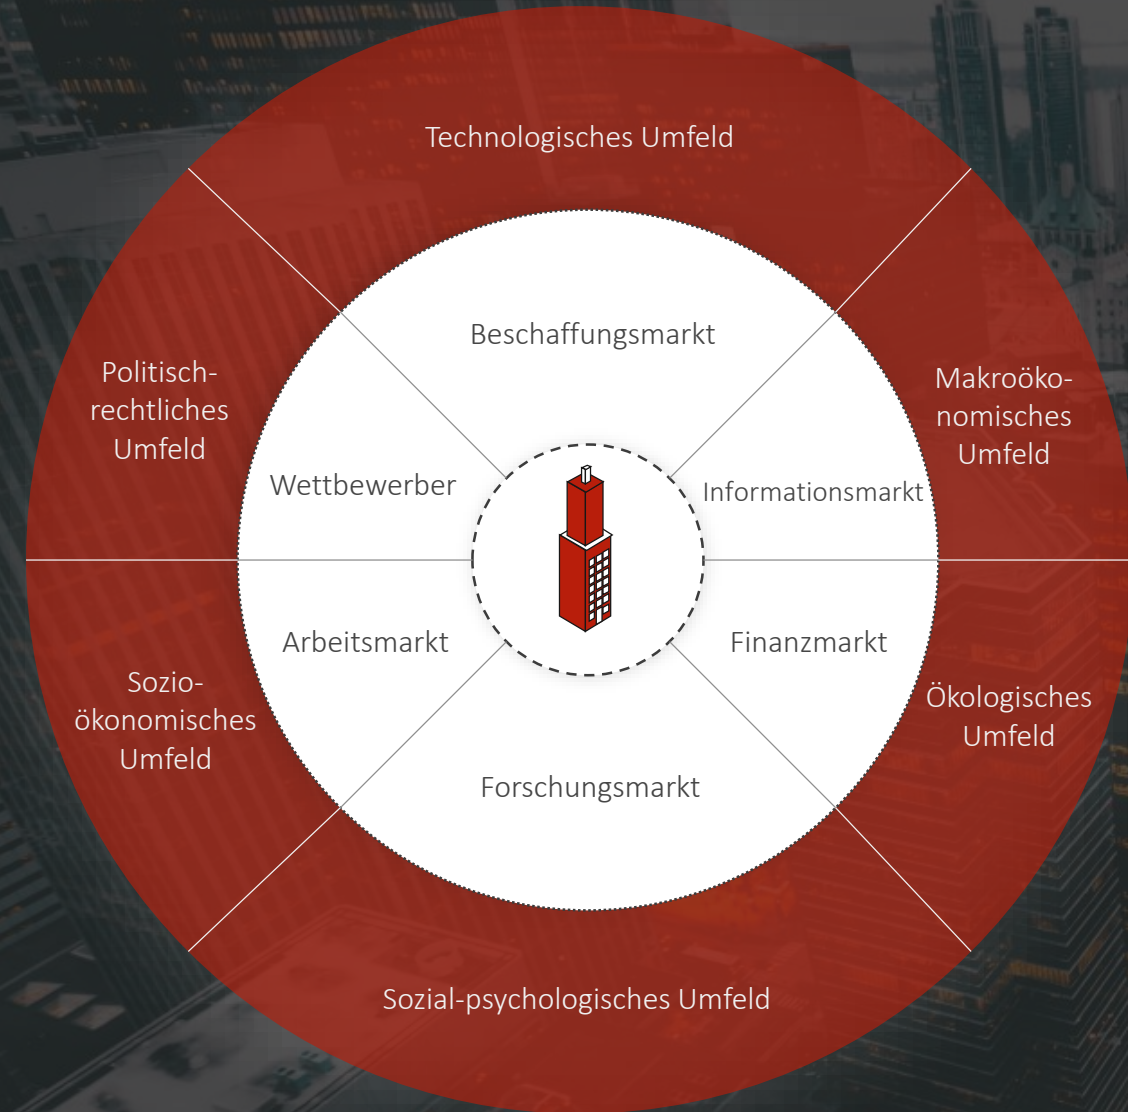 Technologisches Umfeld
Beschaffungsmarkt
Politisch-
rechtliches
Umfeld
Makroöko-
nomisches
Umfeld
Wettbewerber
Informationsmarkt
Arbeitsmarkt
Finanzmarkt
Sozio-
ökonomisches
Umfeld
Ökologisches
Umfeld
Forschungsmarkt
Sozial-psychologisches Umfeld